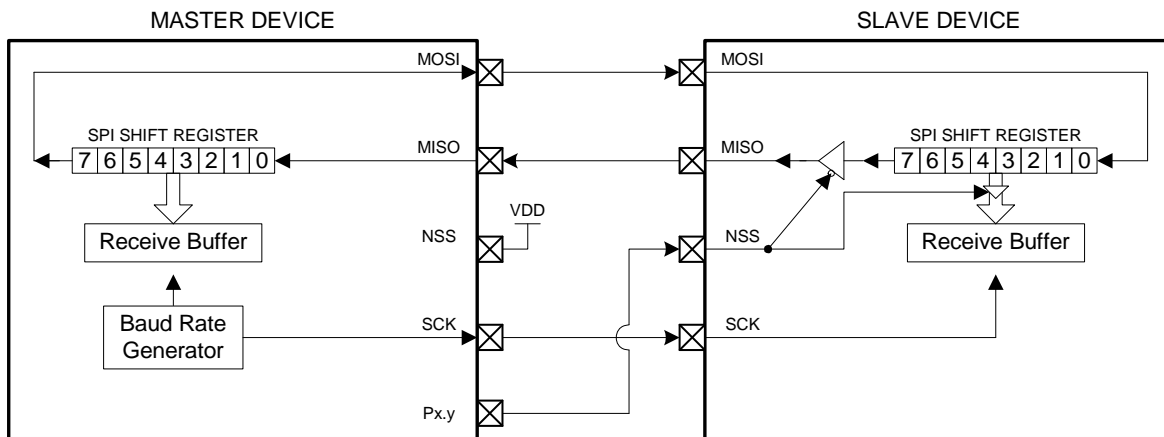 MASTER DEVICE
SLAVE DEVICE
MOSI
MOSI
SPI SHIFT REGISTER
7 6 5 4 3 2 1 0
MISO
MISO
SPI SHIFT REGISTER
7 6 5 4 3 2 1 0
VDD
Receive Buffer
NSS
NSS
Receive Buffer
Baud Rate
Generator
SCK
SCK
Px.y